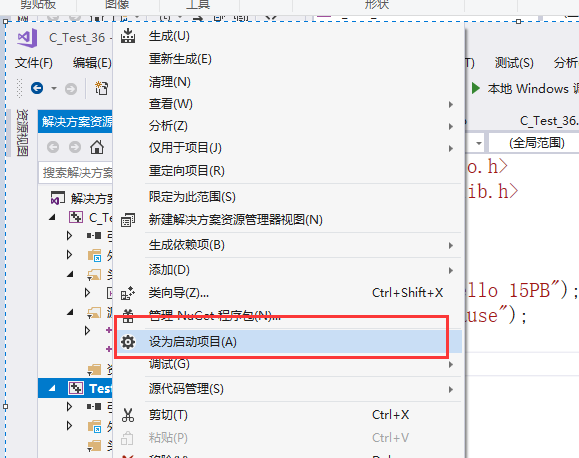 剪贴板 图像 工具 形状
C_Test_36 -
文件(F) 编辑(E) 测试(S) 分析
本地 Windows 调
资源视图
解决方案资源
C_Test_36.
(全局范围)
搜索解决方案
解决方案
C_Te
Test
生成(U)
重新生成(E)
清理(N)
查看(W)
分析(Z)
仅用于项目(J)
重定向项目(R)
限定为此范围(S)
新建解决方案资源管理器视图(N)
生成依赖项(B)
添加(D)
类向导(Z)... Ctrl+Shift+X
管理 NuGet 程序包(N)...
设为启动项目(A)
调试(G)
源代码管理(S)
剪切(T) Ctrl+X
粘贴(P) Ctrl+V
o.h>
ib.h>
ello 15PB");
use");